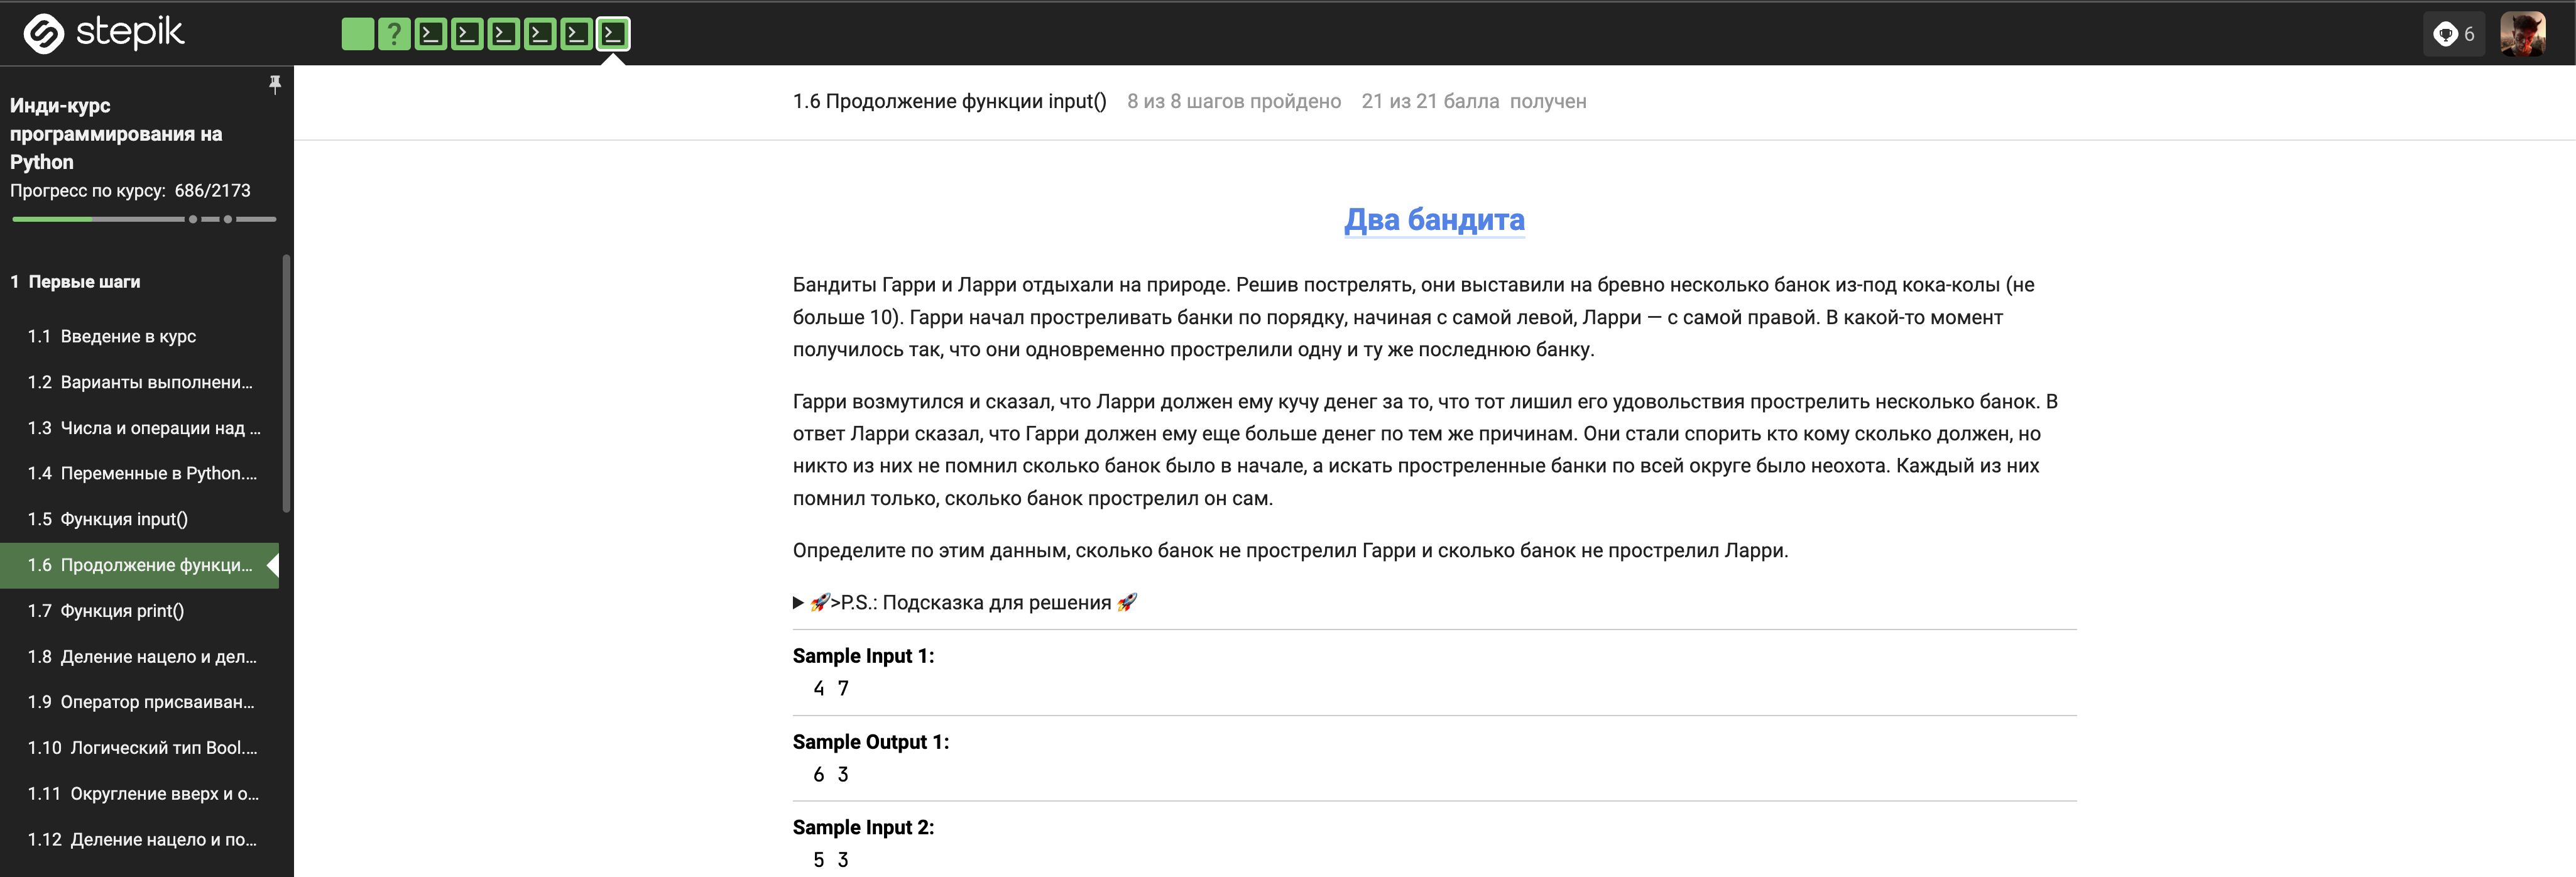 stepik
?
6
Инди-курс
программирования на
Python
Прогресс по курсу: 686/2173
1 Первые шаги
1.1 Введение в курс
1.2 Варианты выполнени...
1.3 Числа и операции над ...
1.4 Переменные в Python....
1.5 Функция input()
1.6 Продолжение функци...
1.7 Функция print()
1.8 Деление нацело и дел...
1.9 Оператор присваиван...
1.10 Логический тип Bool....
1.11 Округление вверх и о...
1.12 Деление нацело и по...
1.6 Продолжение функции input() 8 из 8 шагов пройдено 21 из 21 балла получен
Два бандита
Бандиты Гарри и Ларри отдыхали на природе. Решив пострелять, они выставили на бревно несколько банок из-под кока-колы (не
больше 10). Гарри начал простреливать банки по порядку, начиная с самой левой, Ларри — с самой правой. В какой-то момент
получилось так, что они одновременно прострелили одну и ту же последнюю банку.
Гарри возмутился и сказал, что Ларри должен ему кучу денег за то, что тот лишил его удовольствия прострелить несколько банок. В
ответ Ларри сказал, что Гарри должен ему еще больше денег по тем же причинам. Они стали спорить кто кому сколько должен, но
никто из них не помнил сколько банок было в начале, а искать простреленные банки по всей округе было неохота. Каждый из них
помнил только, сколько банок прострелил он сам.
Определите по этим данным, сколько банок не прострелил Гарри и сколько банок не прострелил Ларри.
▶ 🚀>P.S.: Подсказка для решения 🚀
Sample Input 1:
4 7
Sample Output 1:
6 3
Sample Input 2:
5 3